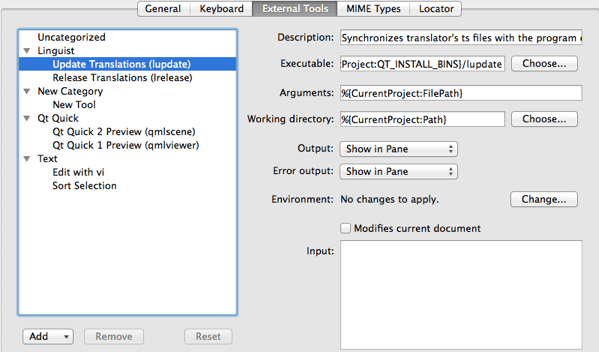 General Keyboard External Tools MIME Types Locator
Uncategorized
Linguist
Update Translations (lupdate)
Release Translations (lrelease)
New Category
New Tool
Qt Quick
Qt Quick 2 Preview (qmlscene)
Qt Quick 1 Preview (qmlviewer)
Text
Edit with vi
Sort Selection
Add Remove Reset
Description: Synchronizes translator's ts files with the program
Executable: Project:QT_INSTALL_BINS}/lupdate Choose...
Arguments: %{CurrentProject:FilePath}
Working directory: %{CurrentProject:Path} Choose...
Output: Show in Pane
Error output: Show in Pane
Environment: No changes to apply. Change...
Modifies current document
Input: